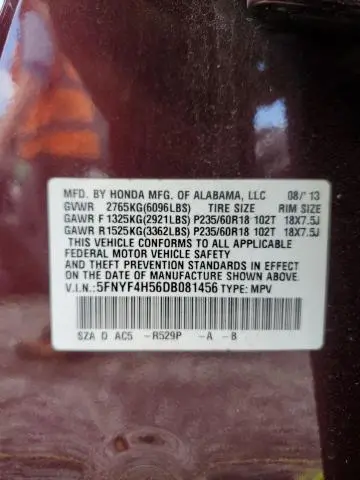 MFD. BY HONDA MFG. OF ALABAMA, LLC 08/'13
GVWR 2765KG(6096LBS) TIRE SIZE RIM SIZE
GAWR F 1325KG(2921LBS) P235/60R18 102T 18X7.5J
GAWR R 1525KG(3362LBS) P235/60R18 102T 18X7.5J
THIS VEHICLE CONFORMS TO ALL APPLICABLE
FEDERAL MOTOR VEHICLE SAFETY
AND THEFT PREVENTION STANDARDS IN EFFECT
ON THE DATE OF MANUFACTURE SHOWN ABOVE.
V.I.N.:5FNYF4H56DB081456 TYPE: MPV
SZA D AC5 -R529P -A -B